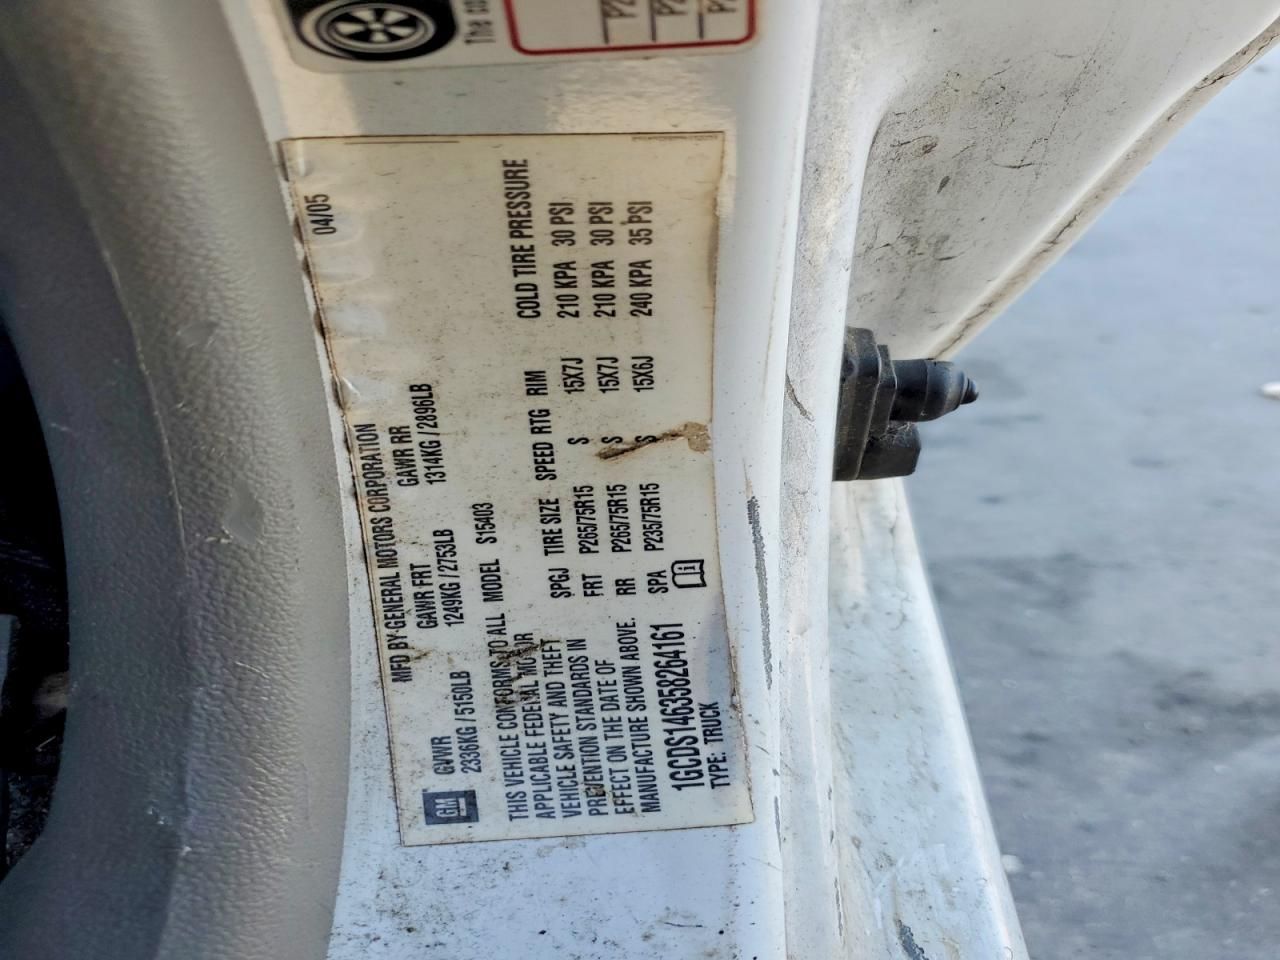 The
MFD BY GENERAL MOTORS CORPORATION 04/05
GVWR GAWR FRT GAWR RR
2336KG / 5150LB 1249KG / 2753LB 1314KG / 2896LB
GM
THIS VEHICLE CONFORMS TO ALL
APPLICABLE FEDERAL MOTOR
VEHICLE SAFETY AND THEFT
PREVENTION STANDARDS IN
EFFECT ON THE DATE OF
MANUFACTURE SHOWN ABOVE.
MODEL S15403
COLD TIRE PRESSURE
SPGJ TIRE SIZE SPEED RTG RIM
FRT P265/75R15 S 15X7J 210 KPA 30 PSI
RR P265/75R15 S 15X7J 210 KPA 30 PSI
SPA P235/75R15 S 15X6J 240 KPA 35 PSI
1GCDS146358264161
TYPE: TRUCK